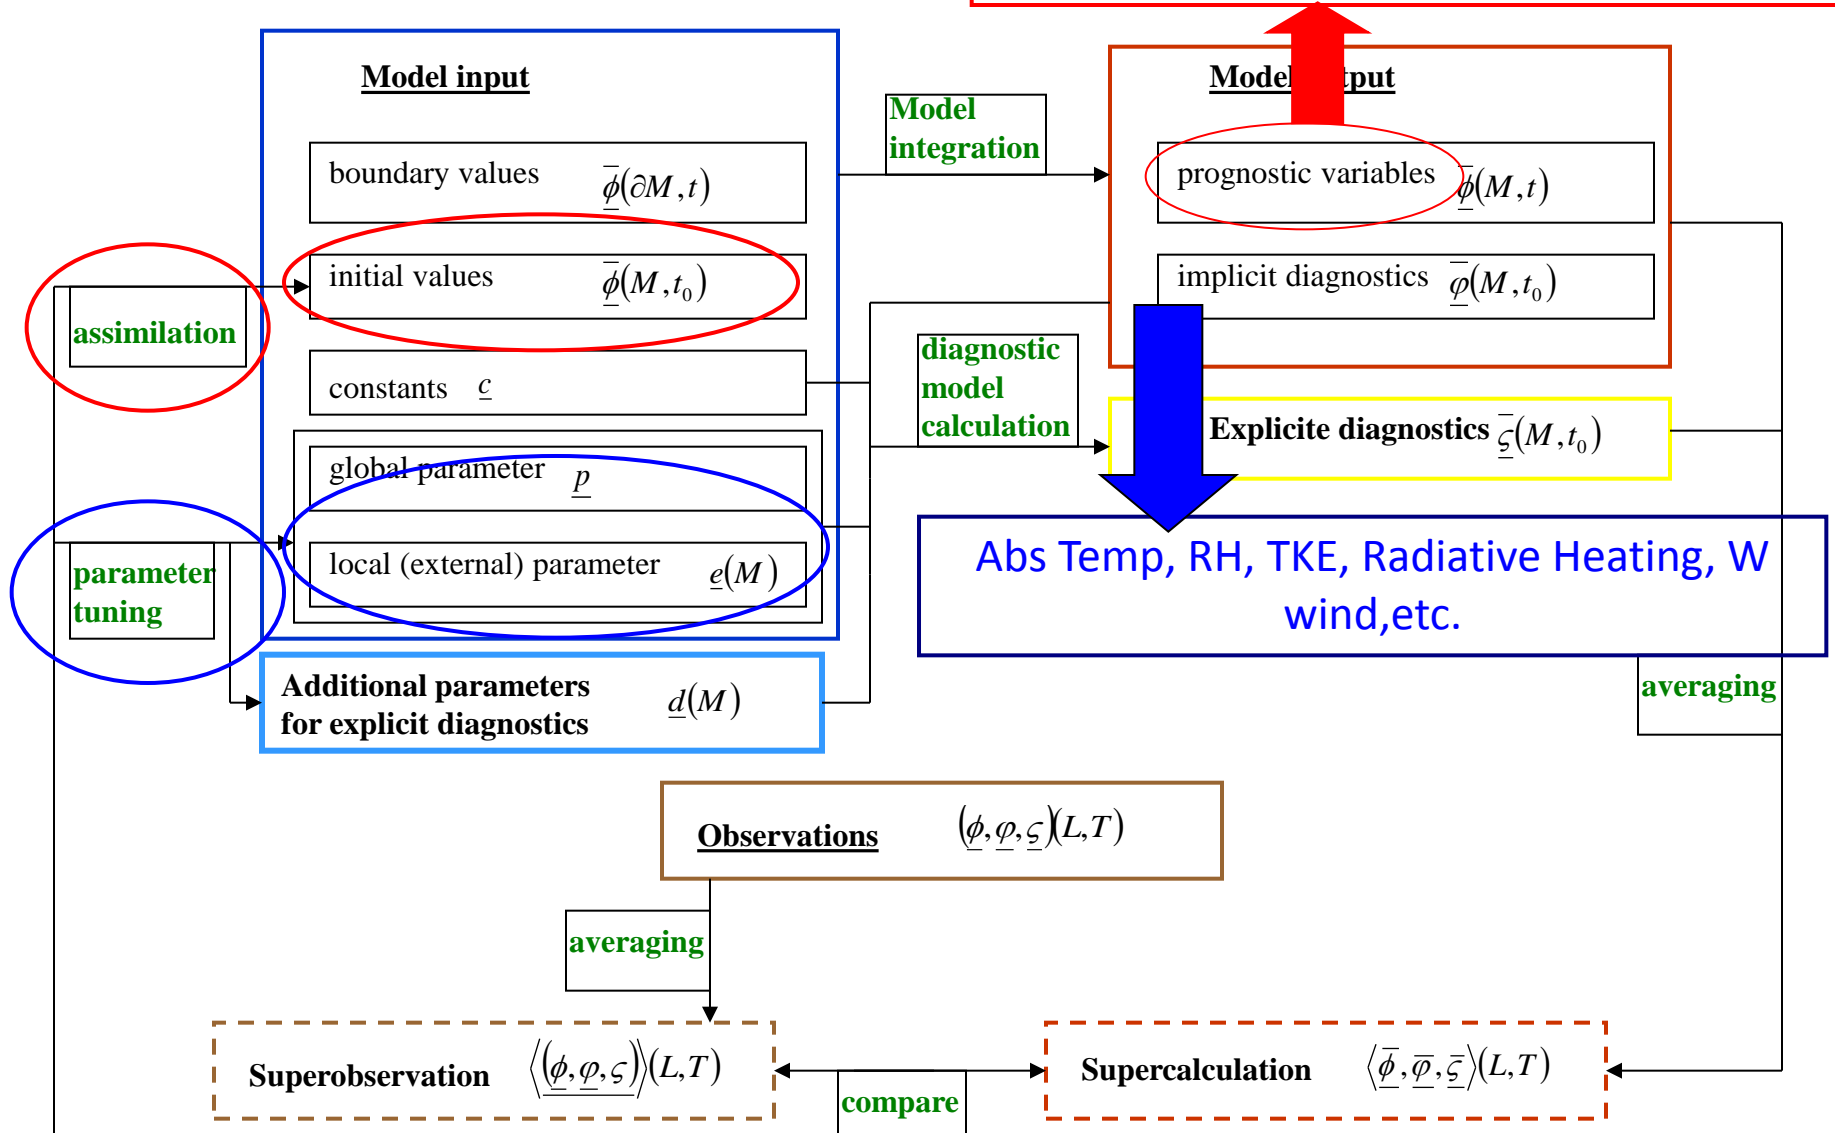 Model input
boundary values ϕ̲̅(∂M,t)
initial values ϕ̲̅(M,t₀)
constants c̲
global parameter p̲
local (external) parameter e̲(M)
Additional parameters
for explicit diagnostics d̲(M)
assimilation
parameter
tuning
Model
integration
diagnostic
model
calculation
Model
prognostic variables ϕ̲̅(M,t)
implicit diagnostics φ̲̅(M,t₀)
Explicite diagnostics ς̲̅(M,t₀)
Abs Temp, RH, TKE, Radiative Heating, W
wind,etc.
averaging
Observations (ϕ̲,φ̲,ς̲)(L,T)
averaging
Superobservation ⟨(ϕ̲,φ̲,ς)⟩(L,T)
compare
Supercalculation ⟨ϕ̲̅,φ̲̅,ς̲̅⟩(L,T)